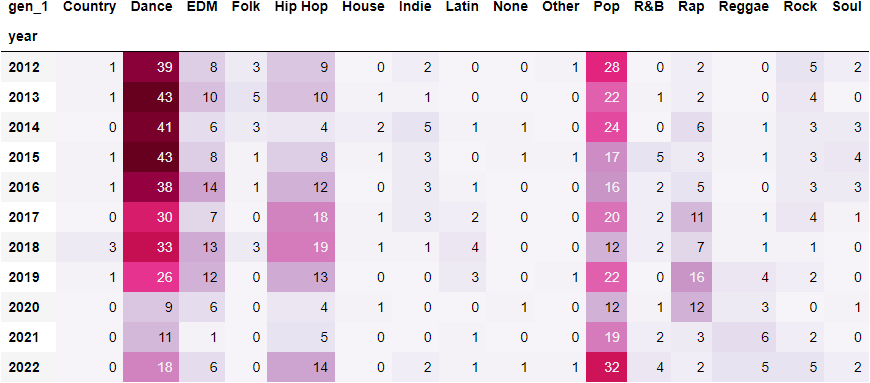 gen_1 Country Dance EDM Folk Hip Hop House Indie Latin None Other Pop R&B Rap Reggae Rock Soul
year
2012 1 39 8 3 9 0 2 0 0 1 28 0 2 0 5 2
2013 1 43 10 5 10 1 1 0 0 0 22 1 2 0 4 0
2014 0 41 6 3 4 2 5 1 1 0 24 0 6 1 3 3
2015 1 43 8 1 8 1 3 0 1 1 17 5 3 1 3 4
2016 1 38 14 1 12 0 3 1 0 0 16 2 5 0 3 3
2017 0 30 7 0 18 1 3 2 0 0 20 2 11 1 4 1
2018 3 33 13 3 19 1 1 4 0 0 12 2 7 1 1 0
2019 1 26 12 0 13 0 0 3 0 1 22 0 16 4 2 0
2020 0 9 6 0 4 1 0 0 1 0 12 1 12 3 0 1
2021 0 11 1 0 5 0 0 1 0 0 19 2 3 6 2 0
2022 0 18 6 0 14 0 2 1 1 1 32 4 2 5 5 2